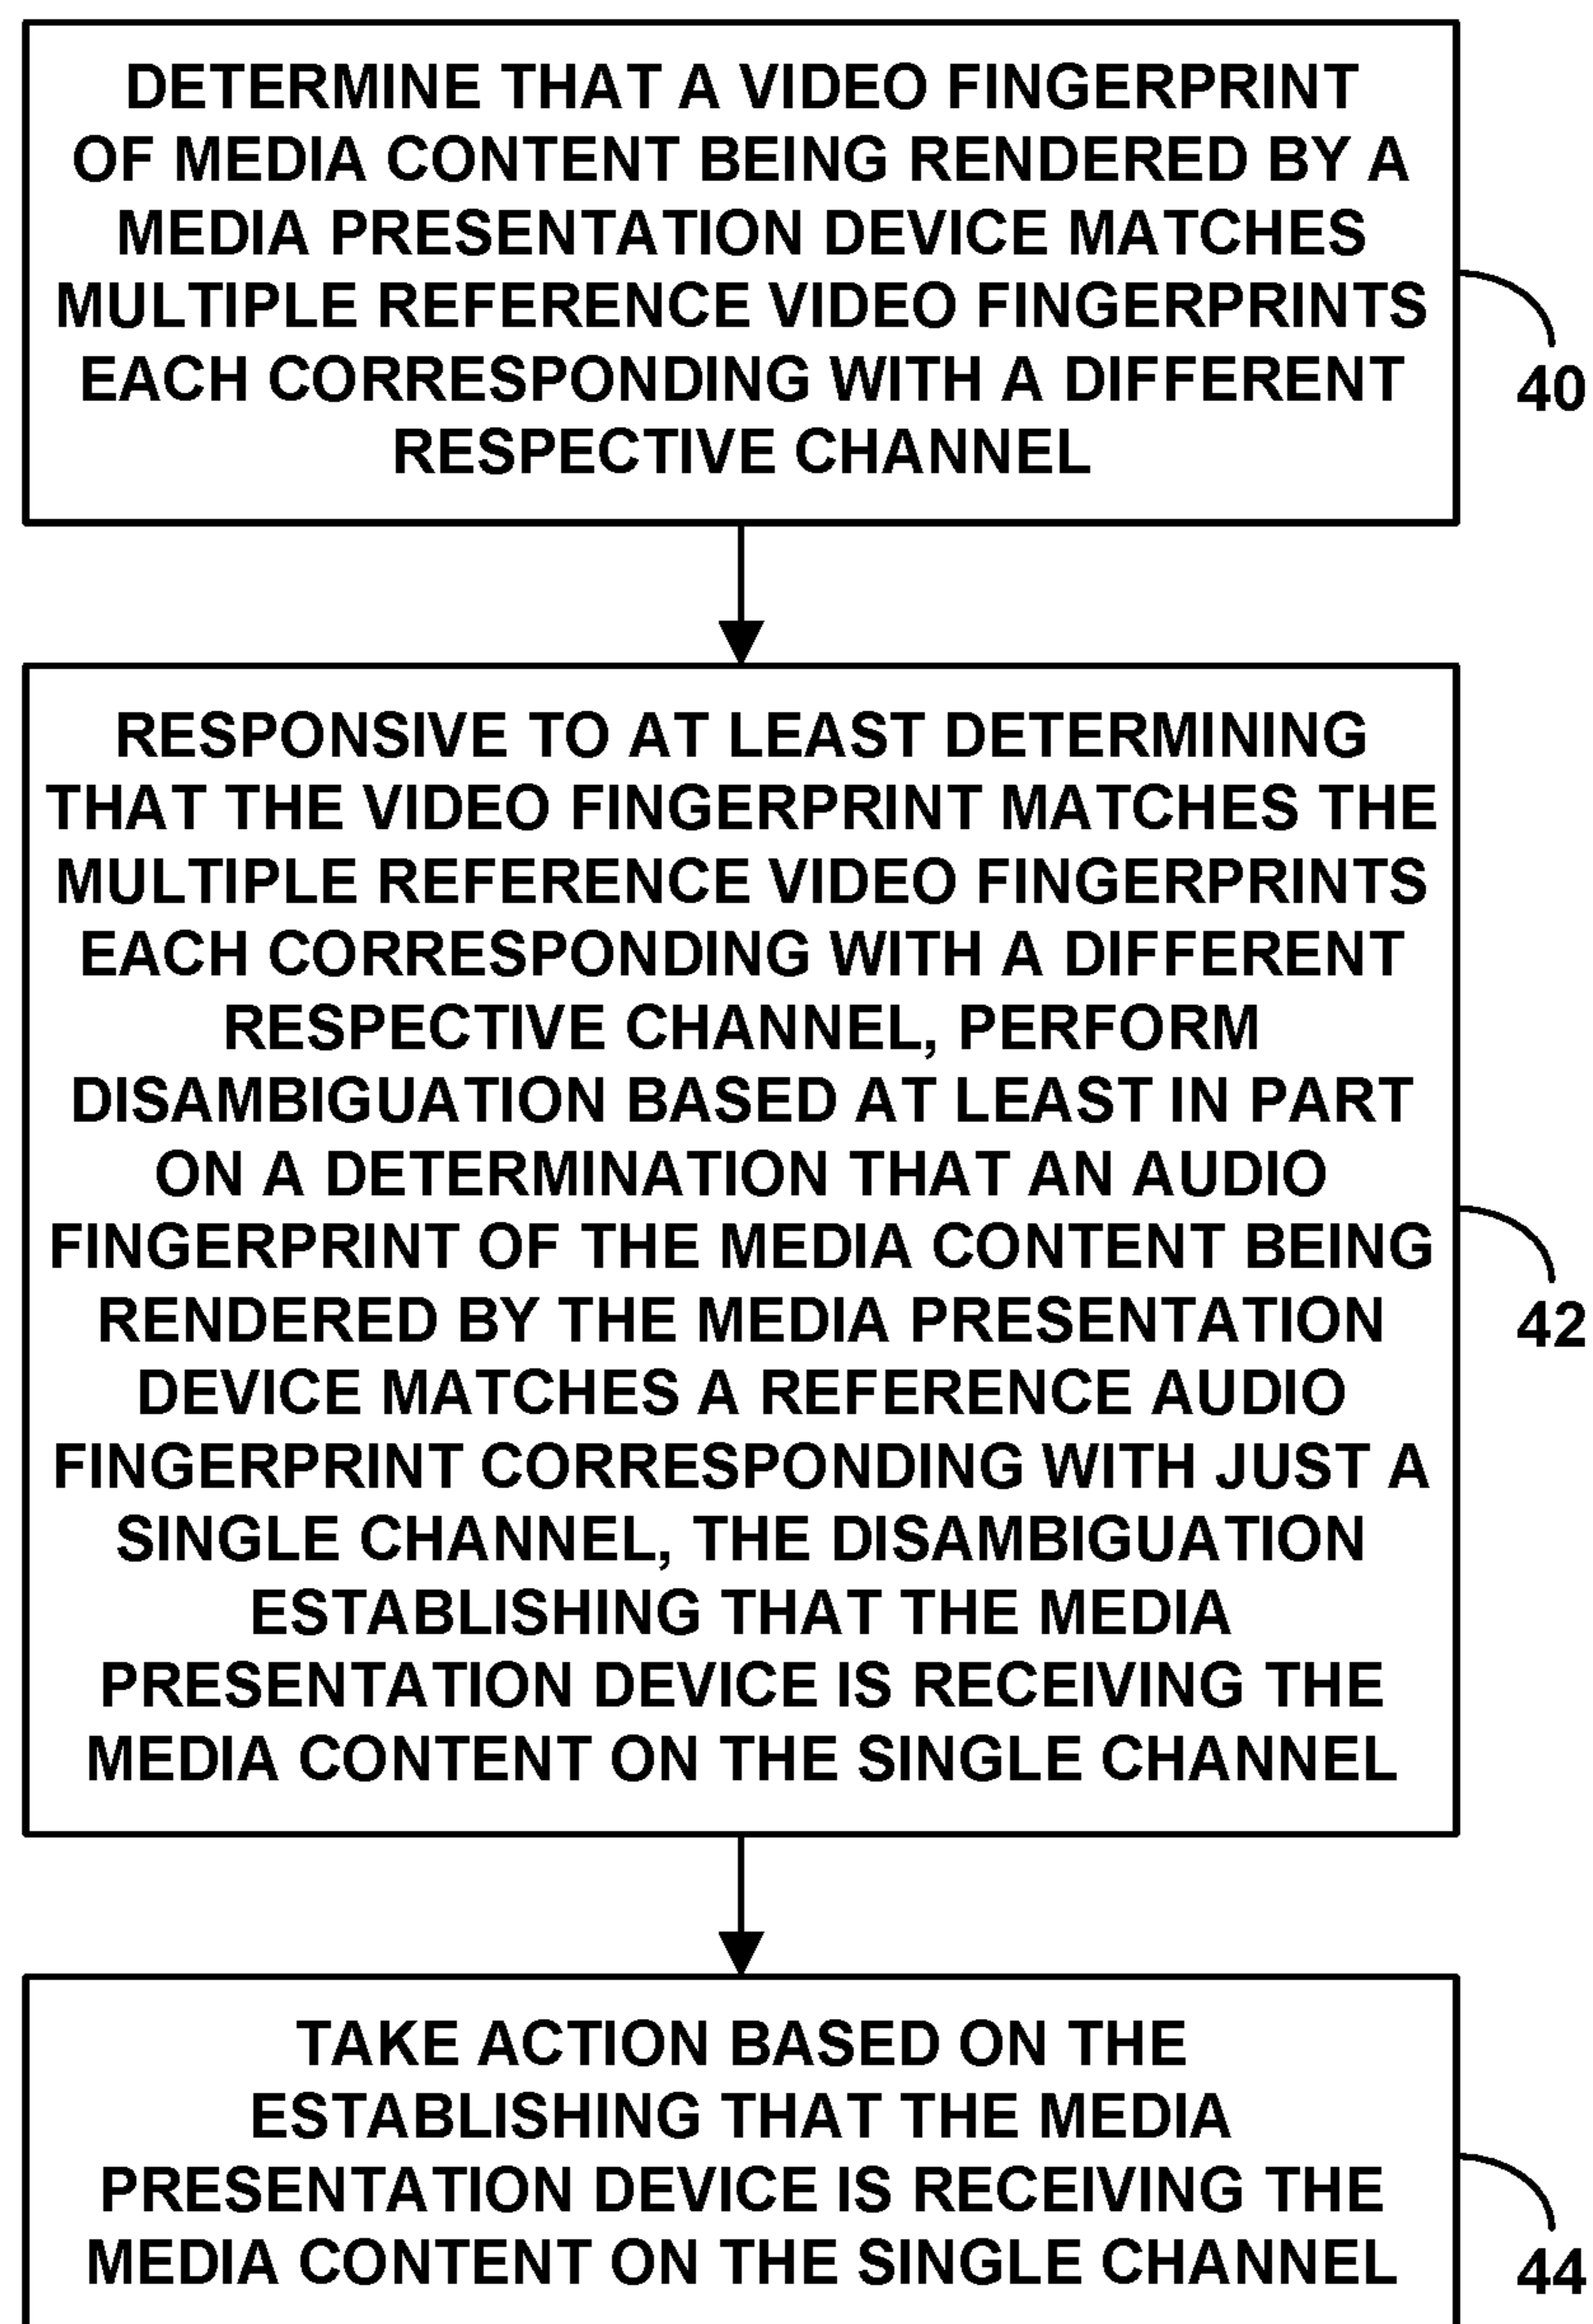 DETERMINE THAT A VIDEO FINGERPRINT
OF MEDIA CONTENT BEING RENDERED BY A
MEDIA PRESENTATION DEVICE MATCHES
MULTIPLE REFERENCE VIDEO FINGERPRINTS
EACH CORRESPONDING WITH A DIFFERENT
RESPECTIVE CHANNEL
40
RESPONSIVE TO AT LEAST DETERMINING
THAT THE VIDEO FINGERPRINT MATCHES THE
MULTIPLE REFERENCE VIDEO FINGERPRINTS
EACH CORRESPONDING WITH A DIFFERENT
RESPECTIVE CHANNEL, PERFORM
DISAMBIGUATION BASED AT LEAST IN PART
ON A DETERMINATION THAT AN AUDIO
FINGERPRINT OF THE MEDIA CONTENT BEING
RENDERED BY THE MEDIA PRESENTATION
DEVICE MATCHES A REFERENCE AUDIO
FINGERPRINT CORRESPONDING WITH JUST A
SINGLE CHANNEL, THE DISAMBIGUATION
ESTABLISHING THAT THE MEDIA
PRESENTATION DEVICE IS RECEIVING THE
MEDIA CONTENT ON THE SINGLE CHANNEL
42
TAKE ACTION BASED ON THE
ESTABLISHING THAT THE MEDIA
PRESENTATION DEVICE IS RECEIVING THE
MEDIA CONTENT ON THE SINGLE CHANNEL
44